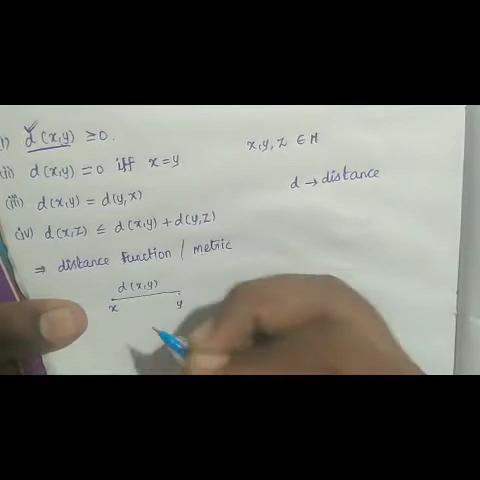 (i) d(x,y) ≥ 0.
x, y, z ∈ M
(ii) d(x,y) = 0 iff x = y.
d → distance
(iii) d(x,y) = d(y,x)
(iv) d(x,z) ≤ d(x,y) + d(y,z)
⇒ distance function / metric
d(x,y)
x y